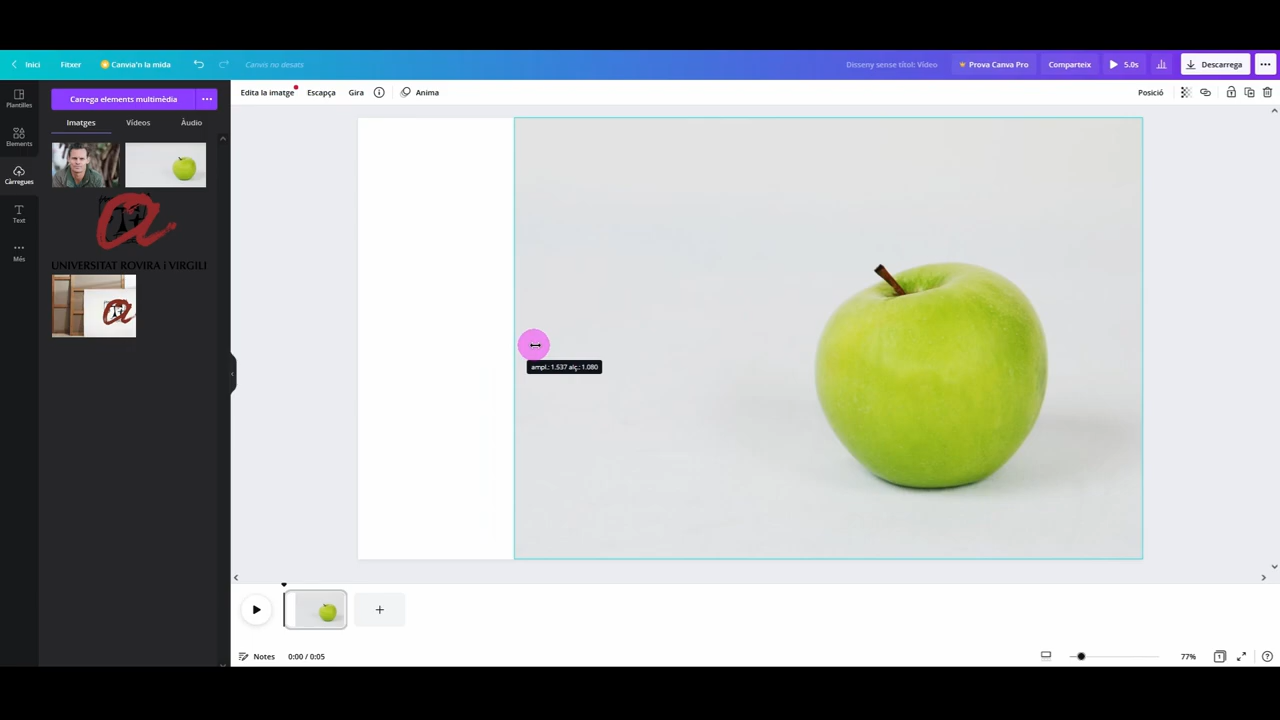 Inici Fitxer Canvia'n la mida Canvis no desats Disseny sense títol: Vídeo Prova Canva Pro Comparteix 5.0s Descarrega
Plantilles
Elements
Càrregues
Text
Més
Carrega elements multimèdia
Imatges Vídeos Àudio
UNIVERSITAT ROVIRA i VIRGILI
Edita la imatge Escapça Gira Anima Posició
ampl.: 1.537 alç.: 1.080
Notes 0:00 / 0:05 77% 1